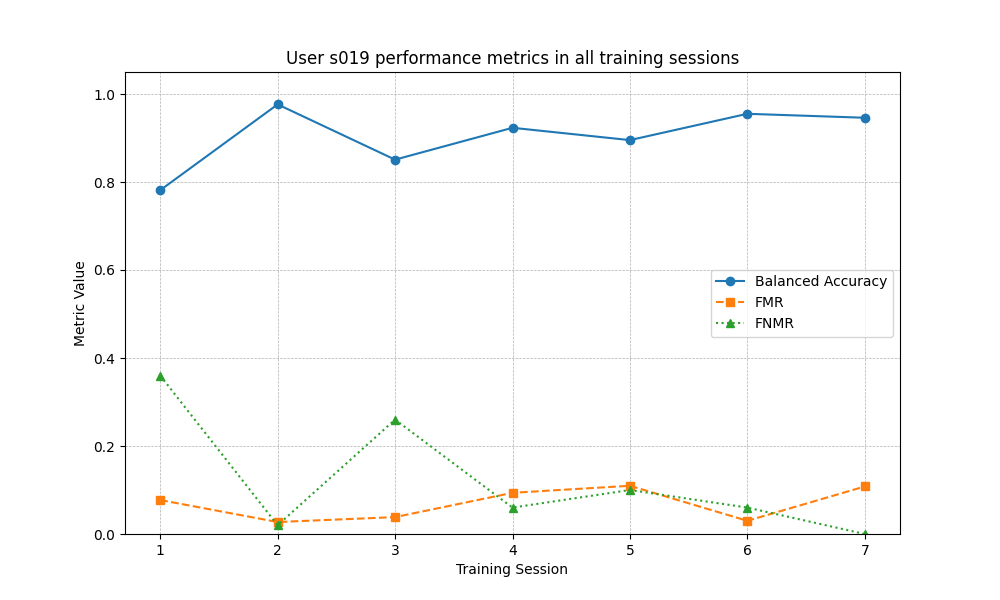 User s019 performance metrics in all training sessions
1.0
0.8
0.6
0.4
0.2
0.0
Metric Value
Balanced Accuracy
FMR
FNMR
1 2 3 4 5 6 7
Training Session